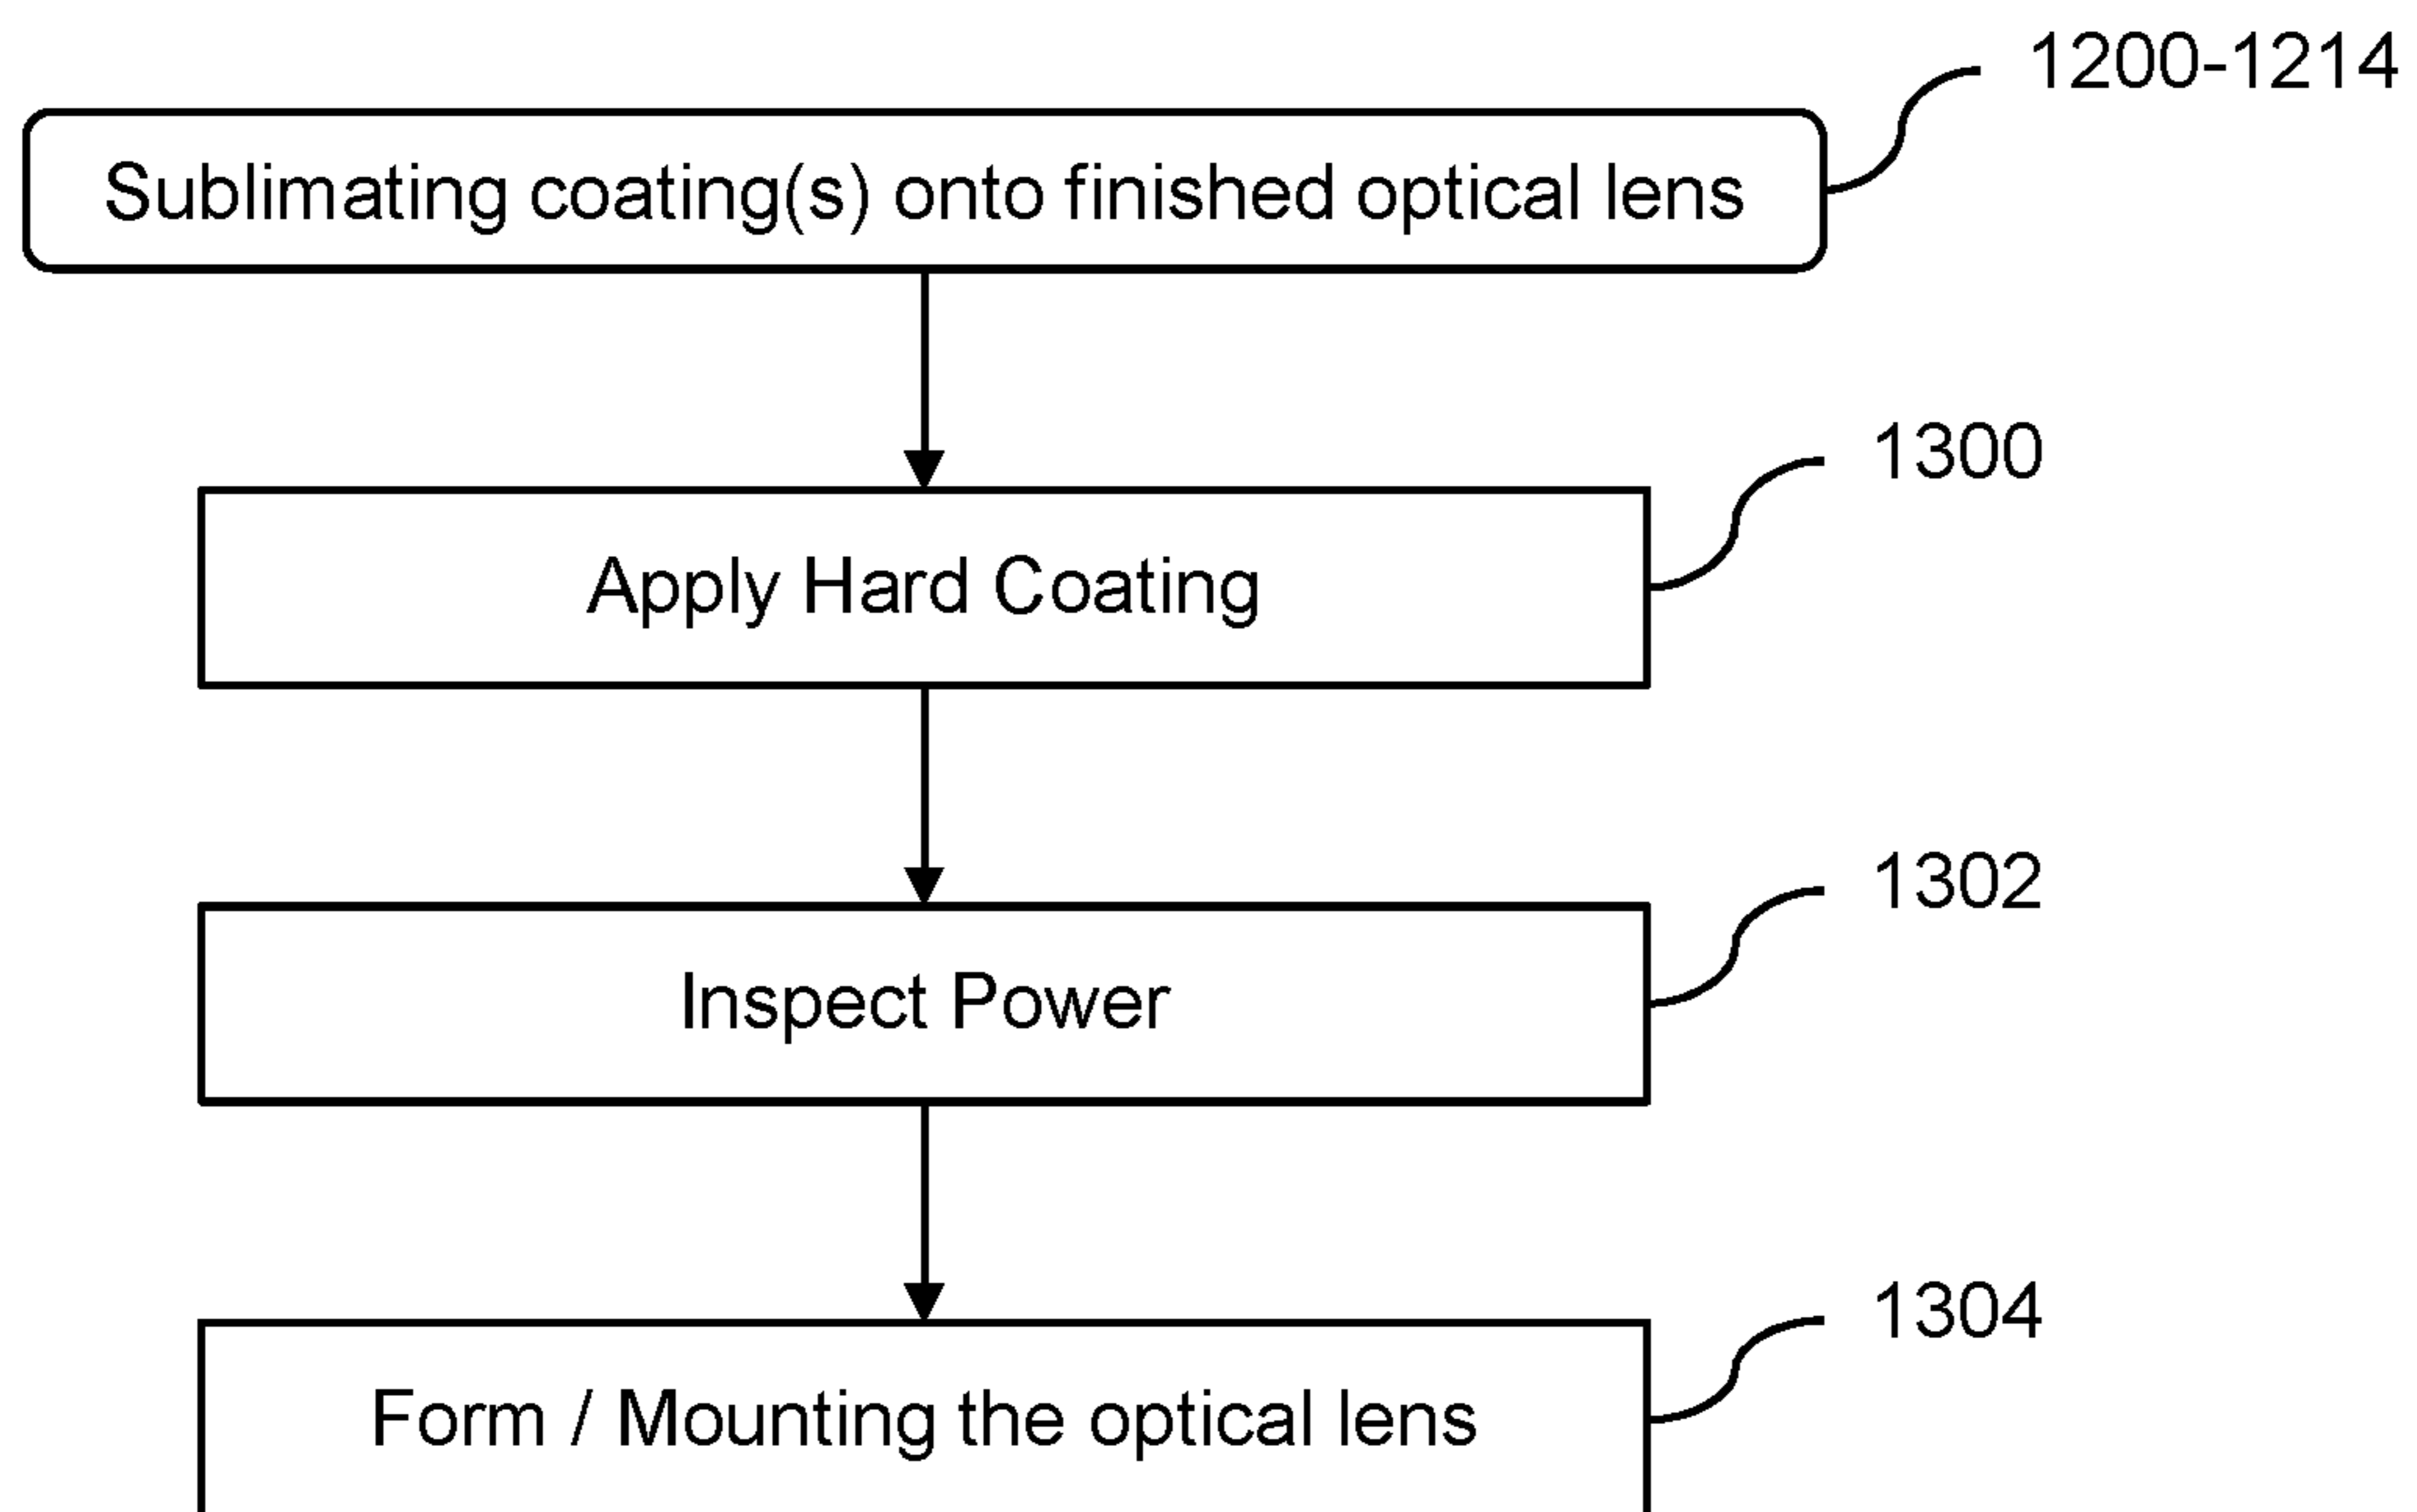 1200-1214
Sublimating coating(s) onto finished optical lens
1300
Apply Hard Coating
1302
Inspect Power
1304
Form / Mounting the optical lens